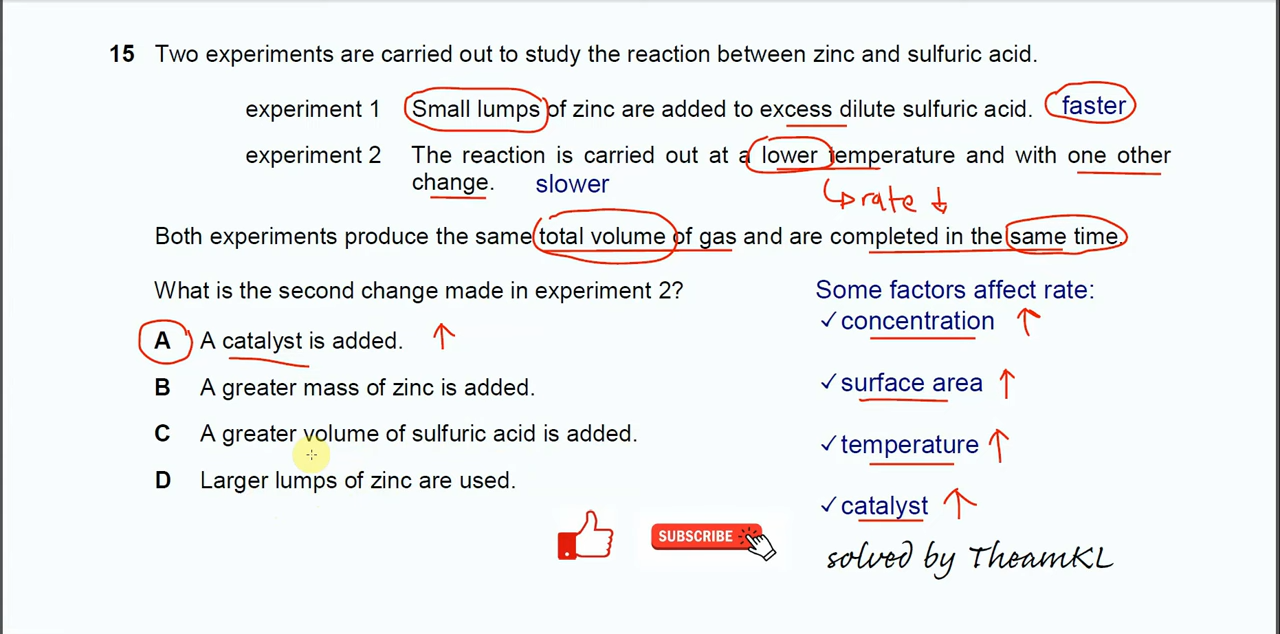 15 Two experiments are carried out to study the reaction between zinc and sulfuric acid.
experiment 1 Small lumps of zinc are added to excess dilute sulfuric acid. faster
experiment 2 The reaction is carried out at a lower temperature and with one other
change. slower
rate ↓
Both experiments produce the same total volume of gas and are completed in the same time.
What is the second change made in experiment 2?
A A catalyst is added. ↑
B A greater mass of zinc is added.
C A greater volume of sulfuric acid is added.
D Larger lumps of zinc are used.
Some factors affect rate:
✓ concentration ↑
✓ surface area ↑
✓ temperature ↑
✓ catalyst ↑
SUBSCRIBE
solved by TheamKL